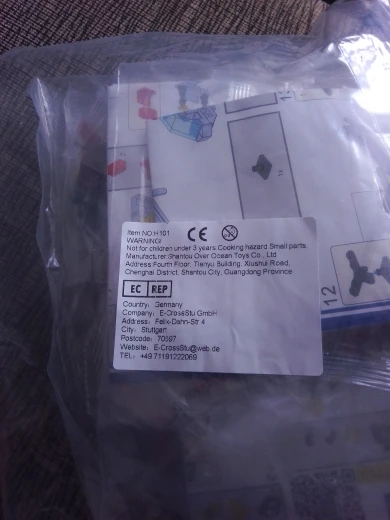 Item NO:H101
WARNING!
Not for children under 3 years Cooking hazard Small parts.
Manufacturer Shantou Over Ocean Toys Co., Ltd
Address Fourth Floor, Tianyu Building, Xiushui Road,
Chenghai District, Shantou City, Guangdong Province
CE
EC REP
Country: Germany
Company: E-CrossStu GmbH
Address: Felix-Dahn-Str 4
City: Stuttgart
Postcode: 70597
Website: E-CrossStu@web.de
TEL: +49 71191222069
12